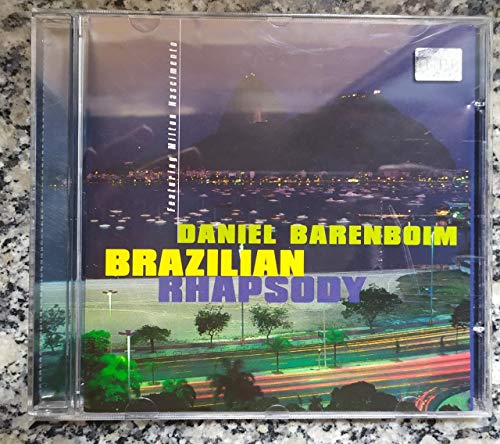 Featuring Milton Nascimento
DANIEL BARENBOIM
BRAZILIAN
RHAPSODY